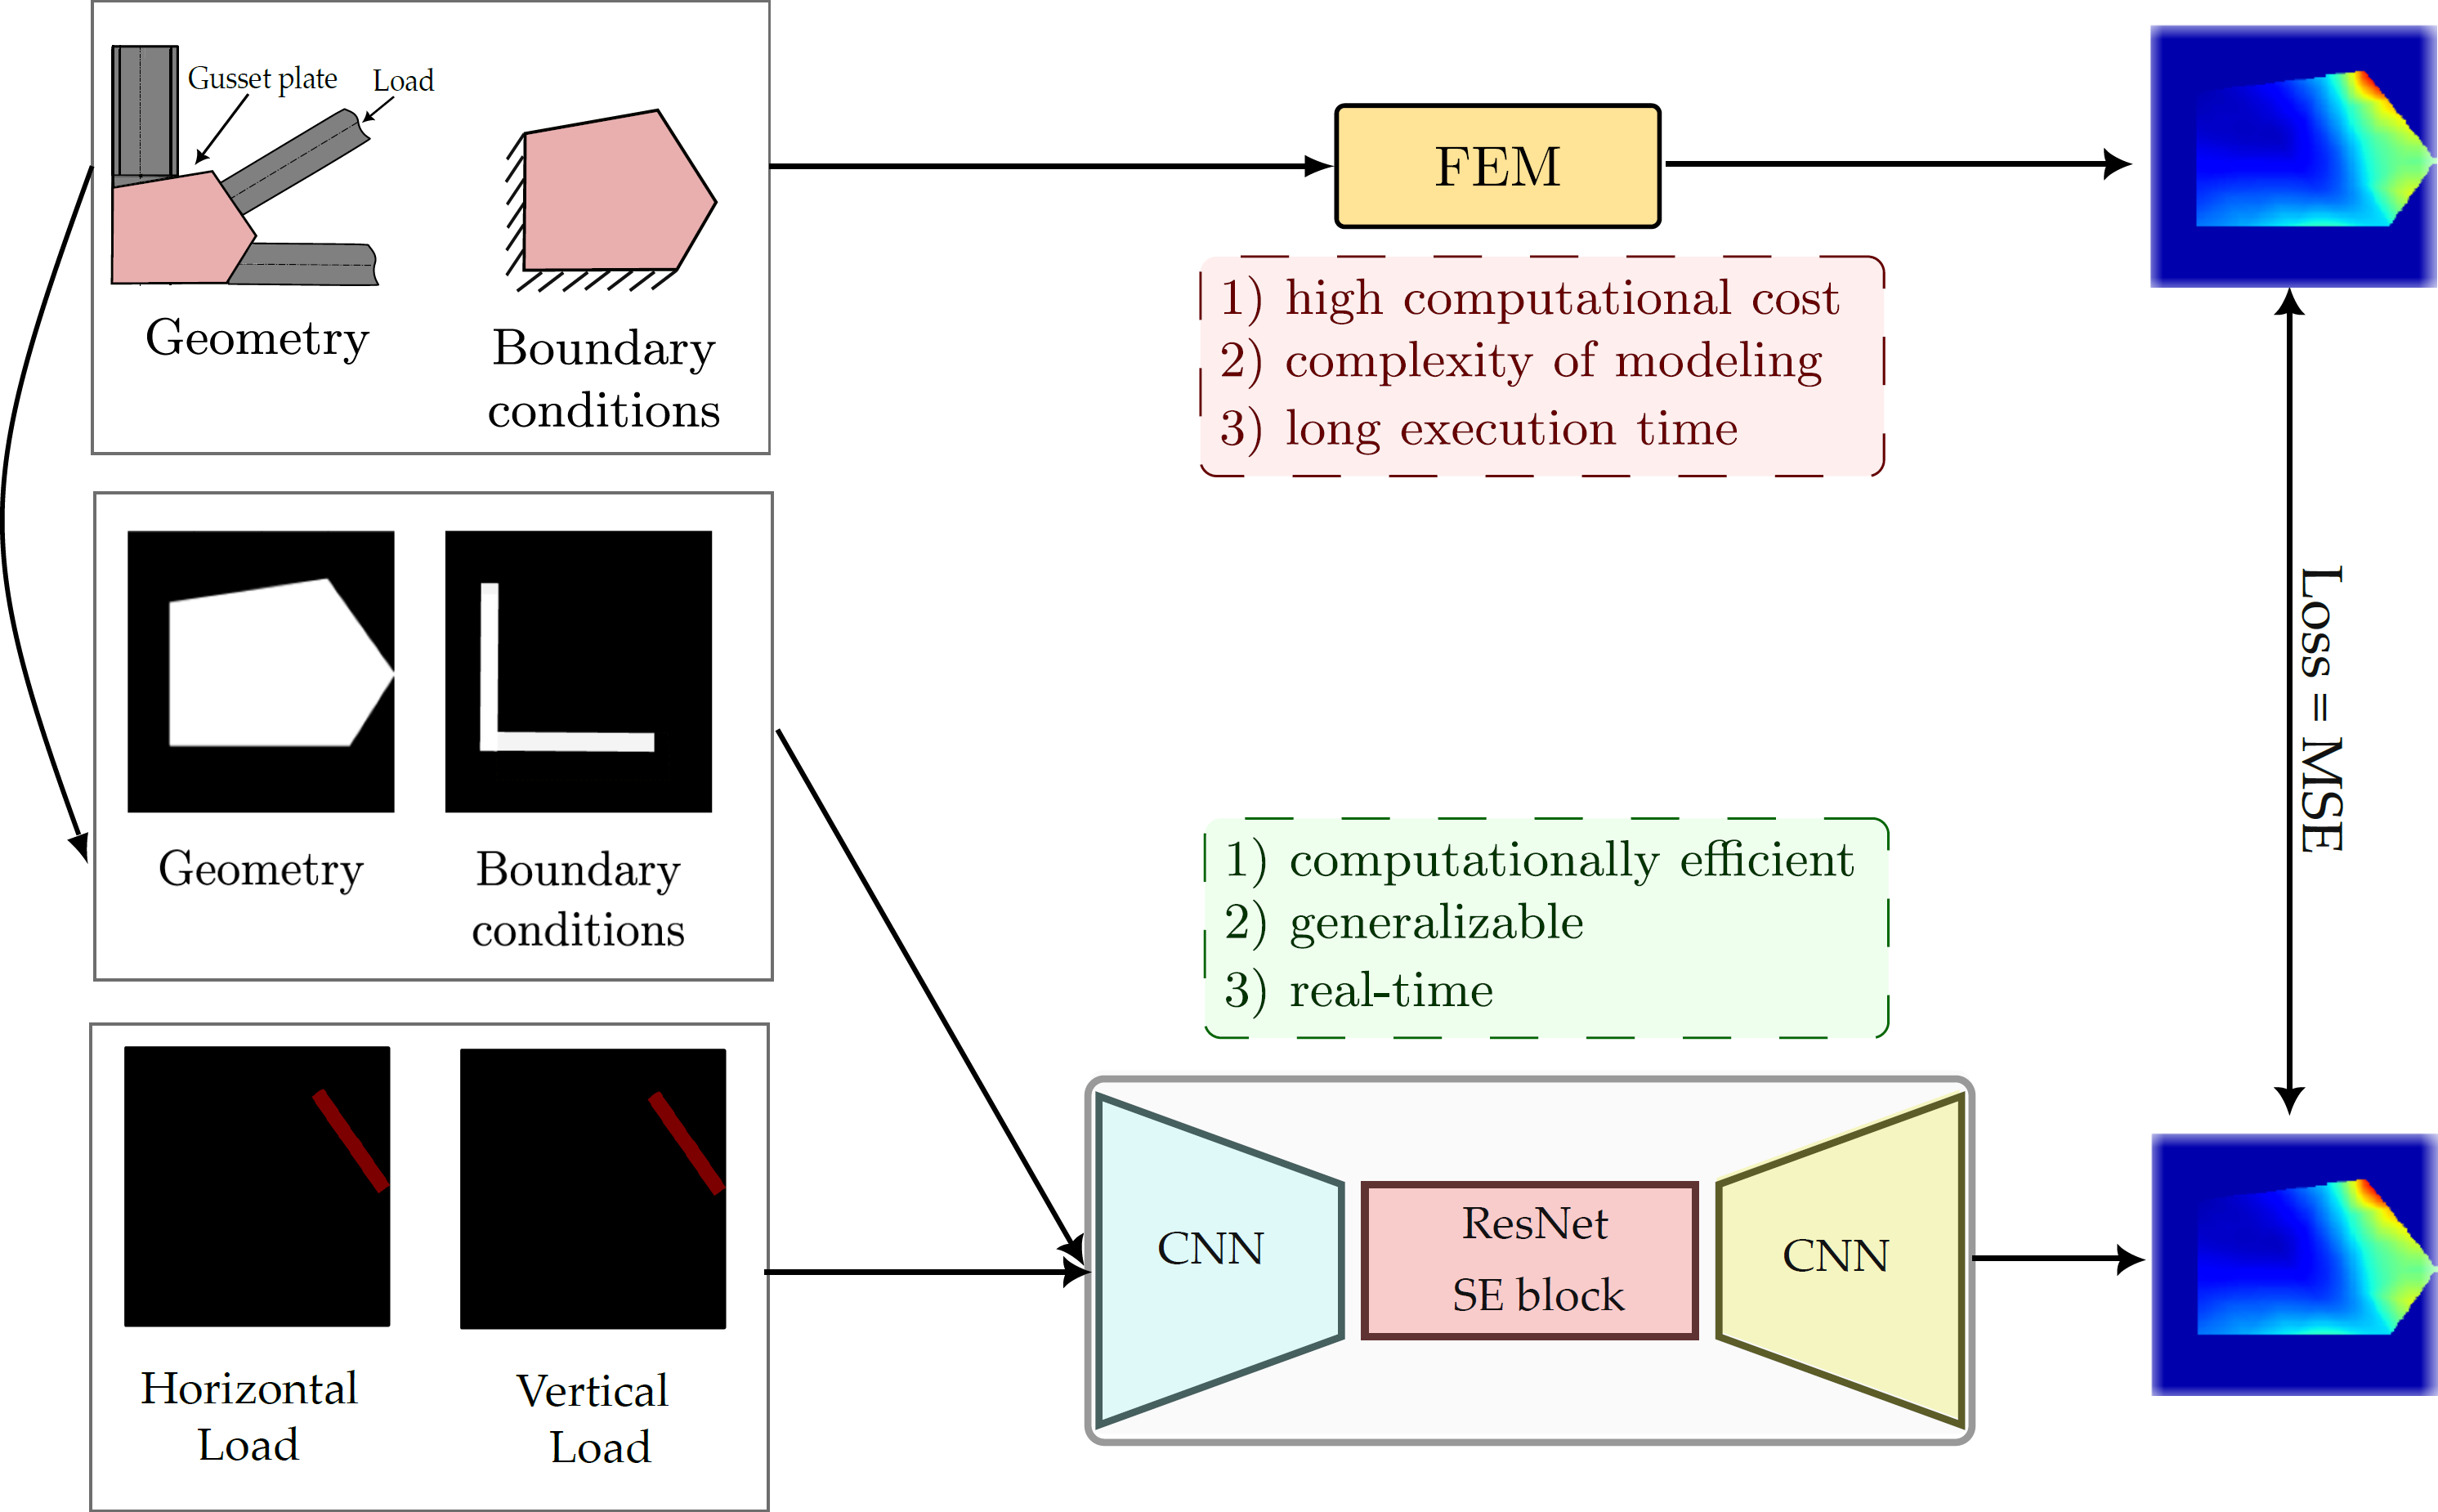 Gusset plate
Load
Geometry
Boundary
conditions
FEM
1) high computational cost
2) complexity of modeling
3) long execution time
Geometry
Boundary
conditions
Loss = MSE
1) computationally efficient
2) generalizable
3) real-time
Horizontal
Load
Vertical
Load
CNN
ResNet
SE block
CNN